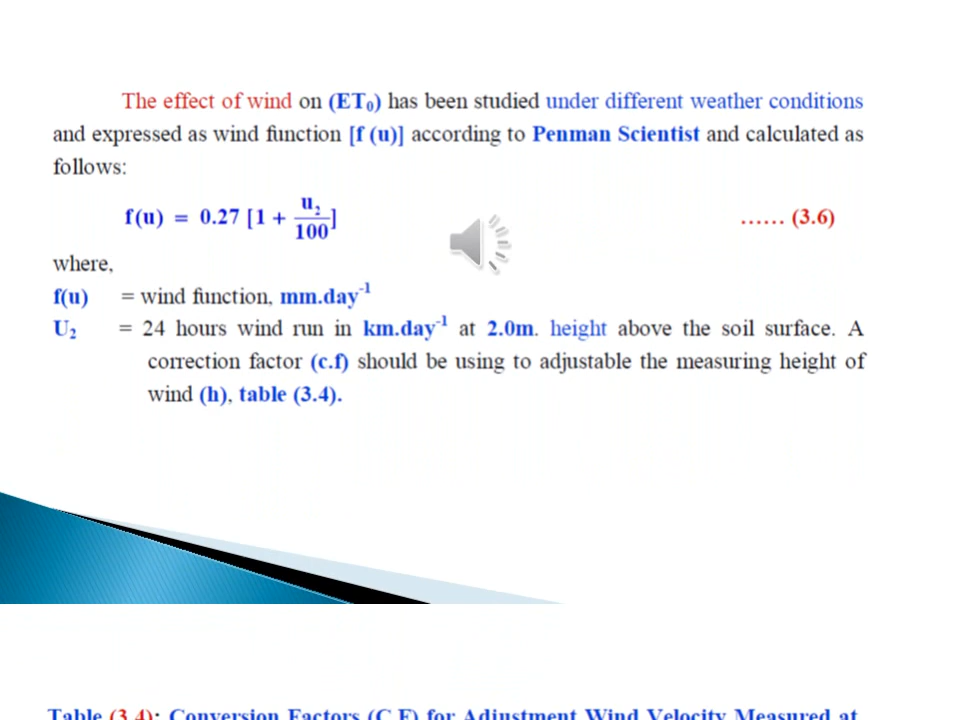 The effect of wind on (ET₀) has been studied under different weather conditions
and expressed as wind function [f (u)] according to Penman Scientist and calculated as
follows:
f(u) = 0.27 [1 + u₂/100] ...... (3.6)
where,
f(u) = wind function, mm.day⁻¹
U₂ = 24 hours wind run in km.day⁻¹ at 2.0m. height above the soil surface. A
correction factor (c.f) should be using to adjustable the measuring height of
wind (h), table (3.4).
Table (3.4): Conversion Factors (C.F) for Adjustment Wind Velocity Measured at